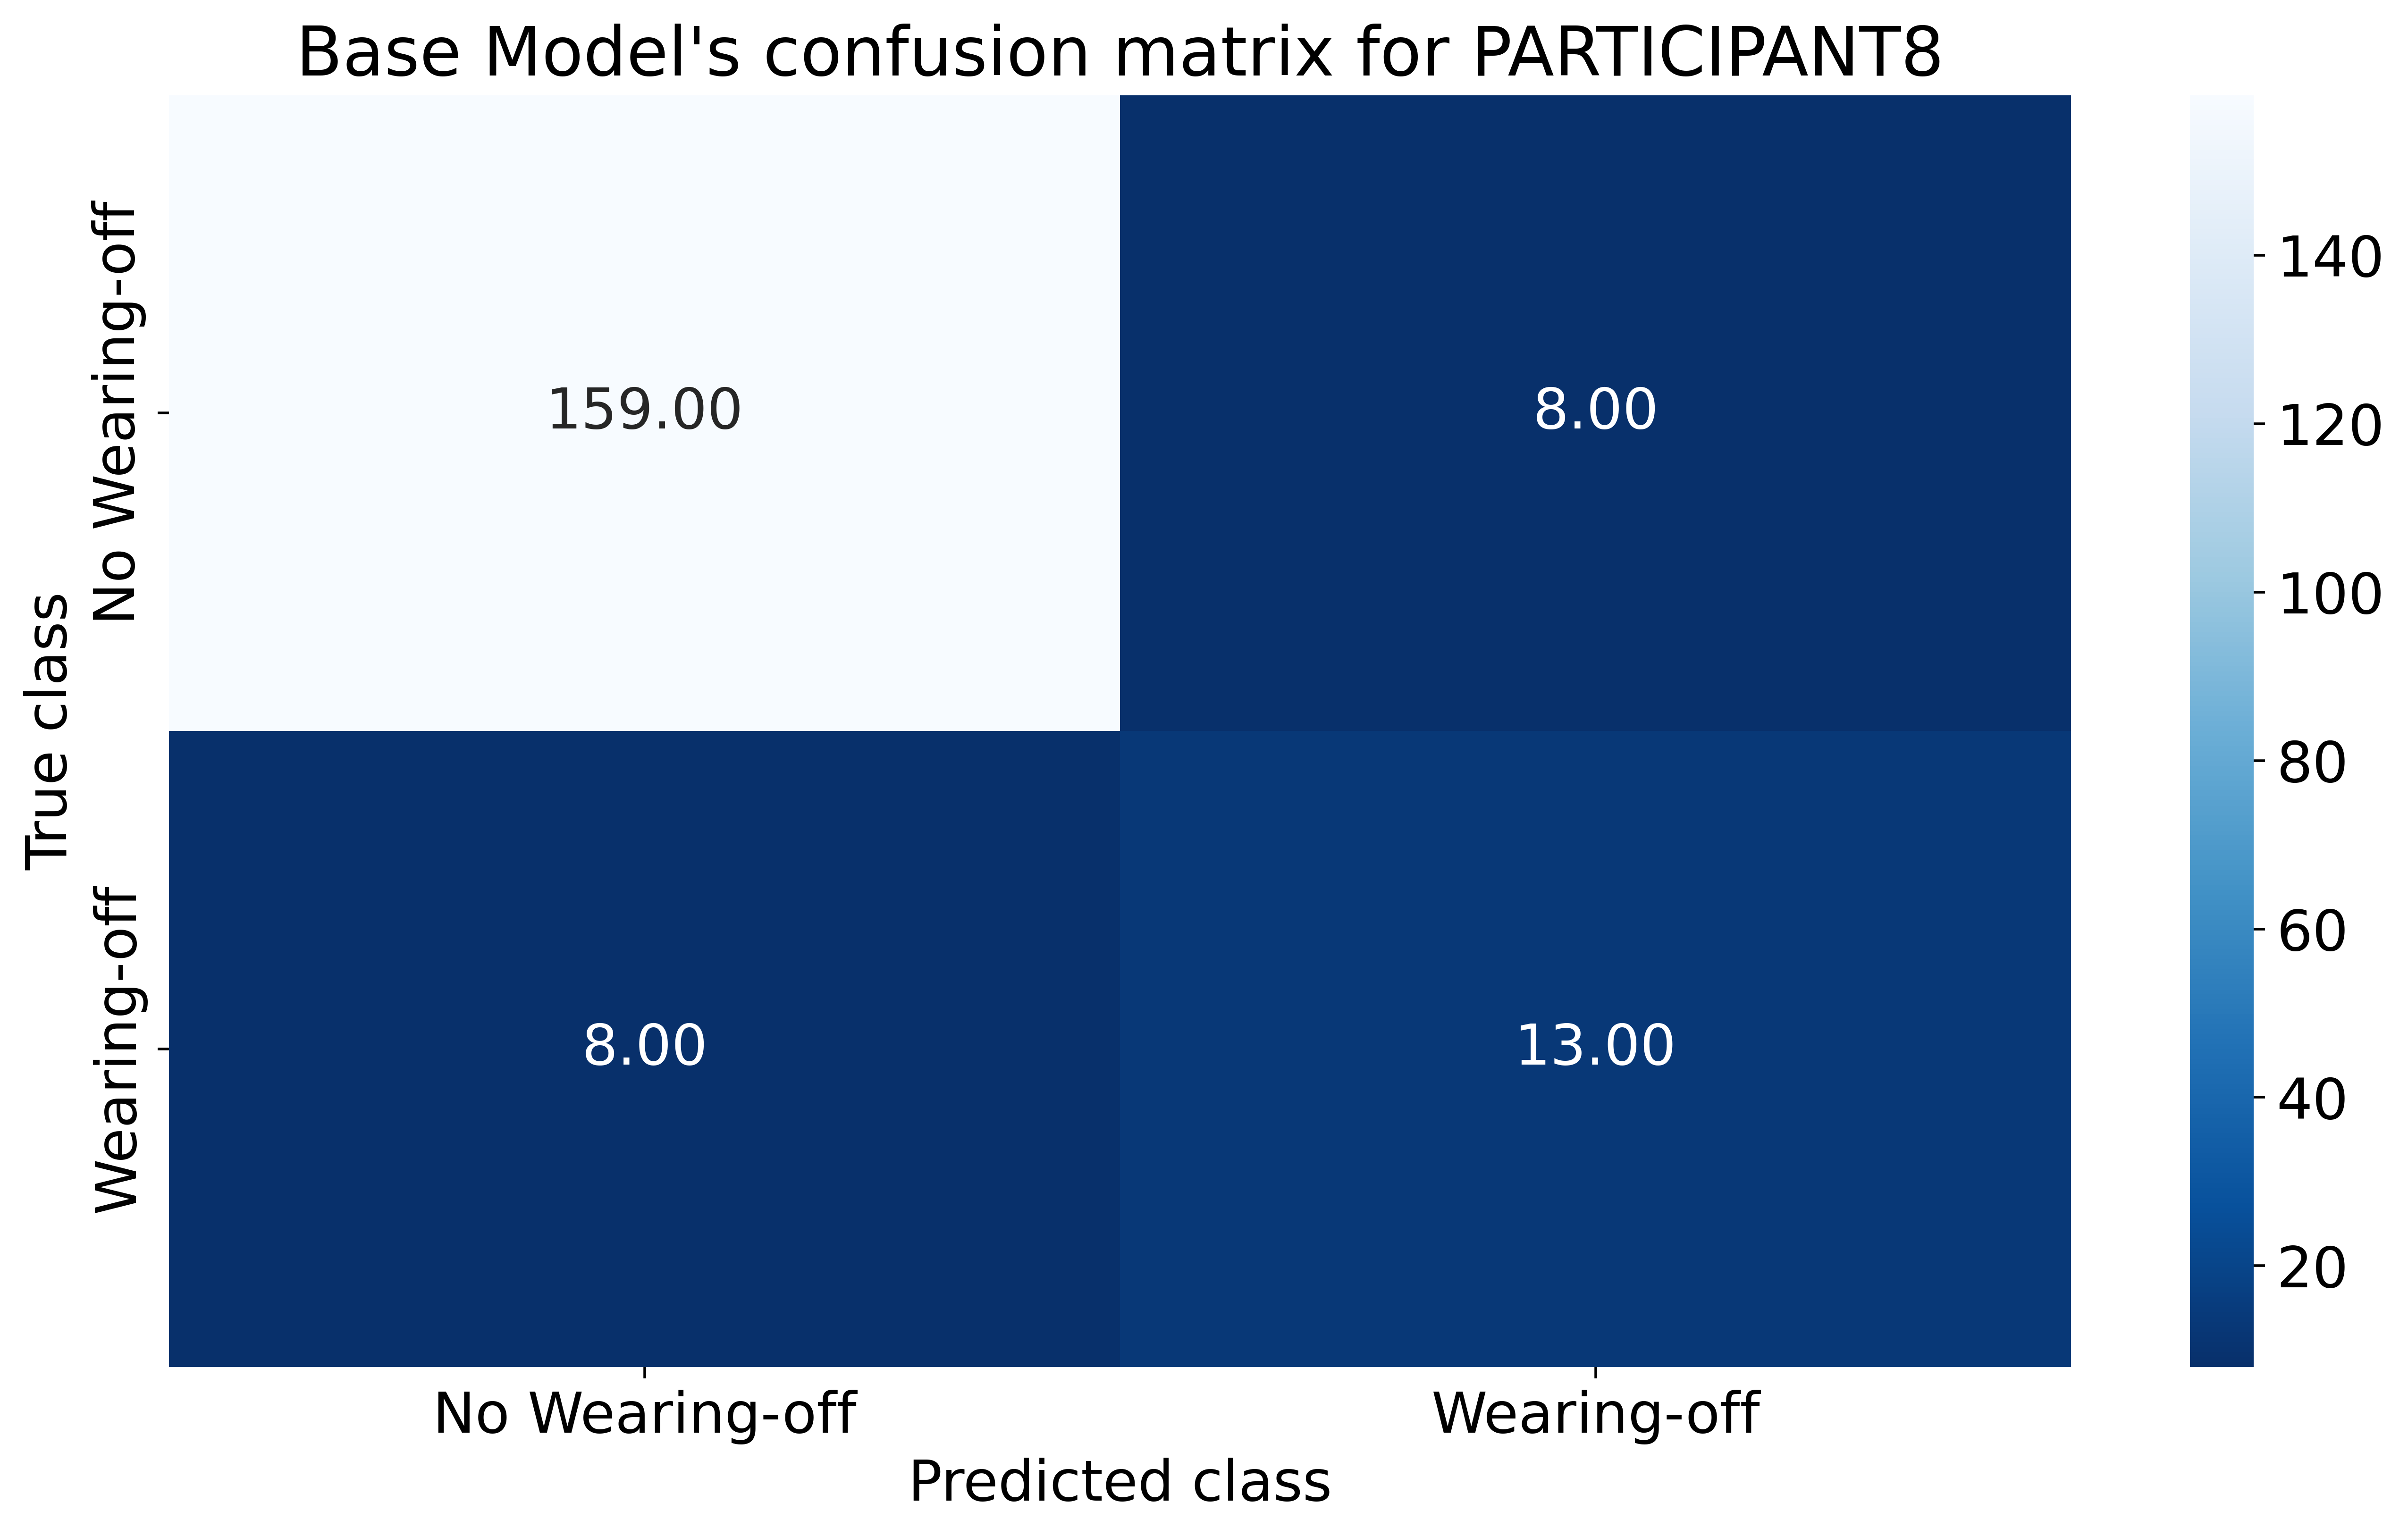 Base Model's confusion matrix for PARTICIPANT8
True class
No Wearing-off
Wearing-off
159.00
8.00
8.00
13.00
No Wearing-off
Wearing-off
Predicted class
140
120
100
80
60
40
20